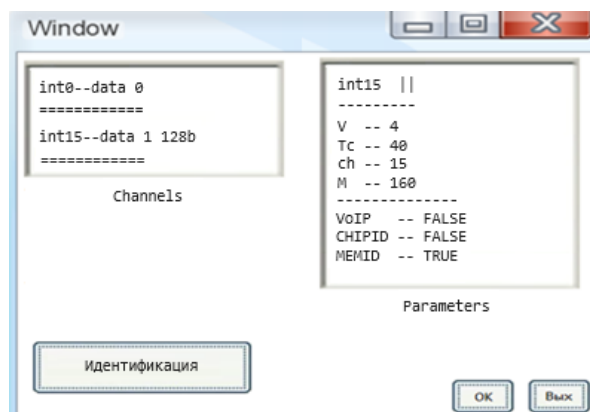 Window
int0--data 0
============
int15--data 1 128b
============
Channels
int15 ||
---------
V -- 4
Tc -- 40
ch -- 15
M -- 160
--------------
VoIP -- FALSE
CHIPID -- FALSE
MEMID -- TRUE
Parameters
Идентификация
OK
Вых